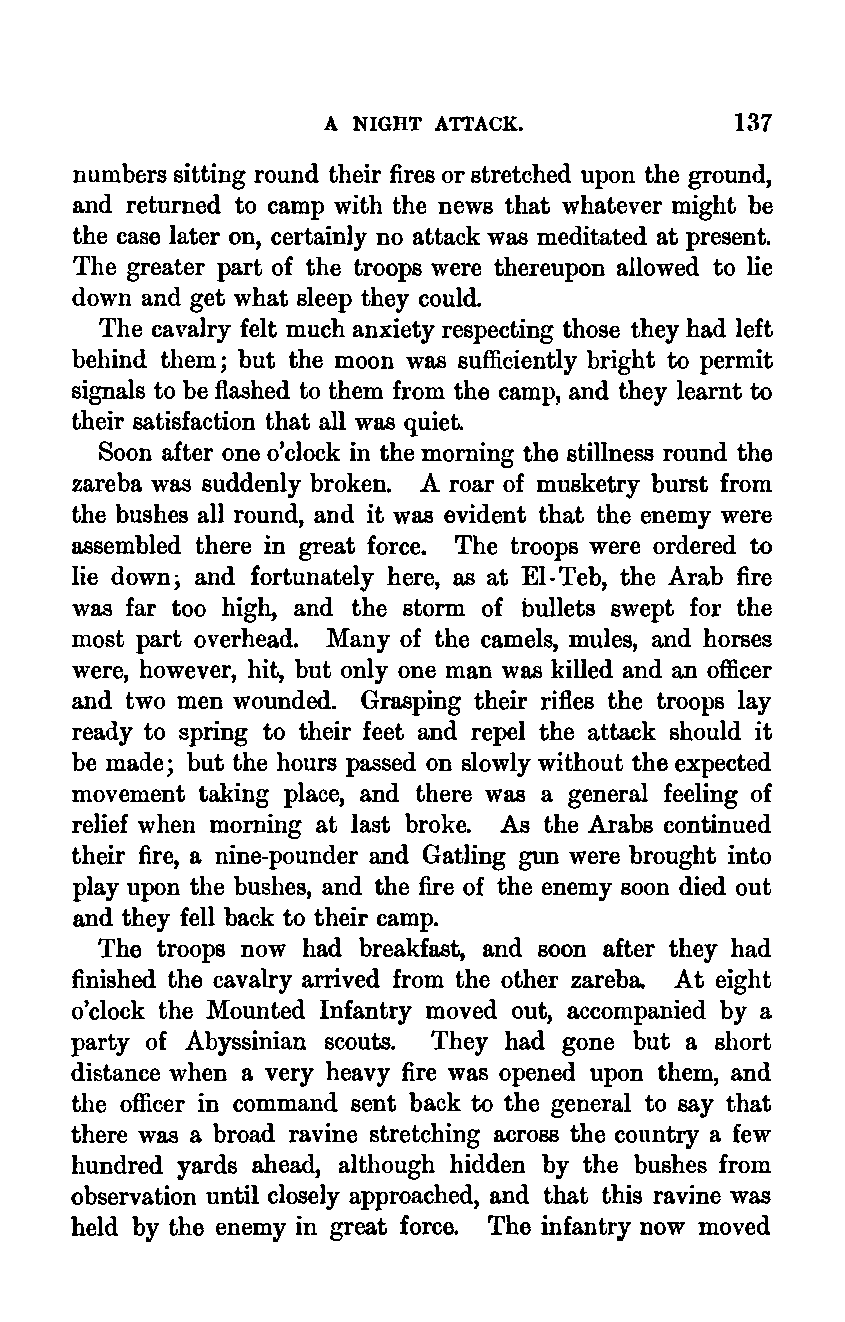 A NIGHT ATTACK. 137
numbers sitting round their fires or stretched upon the ground,
and returned to camp with the news that whatever might be
the case later on, certainly no attack was meditated at present.
The greater part of the troops were thereupon allowed to lie
down and get what sleep they could.
The cavalry felt much anxiety respecting those they had left
behind them; but the moon was sufficiently bright to permit
signals to be flashed to them from the camp, and they learnt to
their satisfaction that all was quiet.
Soon after one o'clock in the morning the stillness round the
zareba was suddenly broken. A roar of musketry burst from
the bushes all round, and it was evident that the enemy were
assembled there in great force. The troops were ordered to
lie down; and fortunately here, as at El-Teb, the Arab fire
was far too high, and the storm of bullets swept for the
most part overhead. Many of the camels, mules, and horses
were, however, hit, but only one man was killed and an officer
and two men wounded. Grasping their rifles the troops lay
ready to spring to their feet and repel the attack should it
be made; but the hours passed on slowly without the expected
movement taking place, and there was a general feeling of
relief when morning at last broke. As the Arabs continued
their fire, a nine-pounder and Gatling gun were brought into
play upon the bushes, and the fire of the enemy soon died out
and they fell back to their camp.
The troops now had breakfast, and soon after they had
finished the cavalry arrived from the other zareba. At eight
o'clock the Mounted Infantry moved out, accompanied by a
party of Abyssinian scouts. They had gone but a short
distance when a very heavy fire was opened upon them, and
the officer in command sent back to the general to say that
there was a broad ravine stretching across the country a few
hundred yards ahead, although hidden by the bushes from
observation until closely approached, and that this ravine was
held by the enemy in great force. The infantry now moved